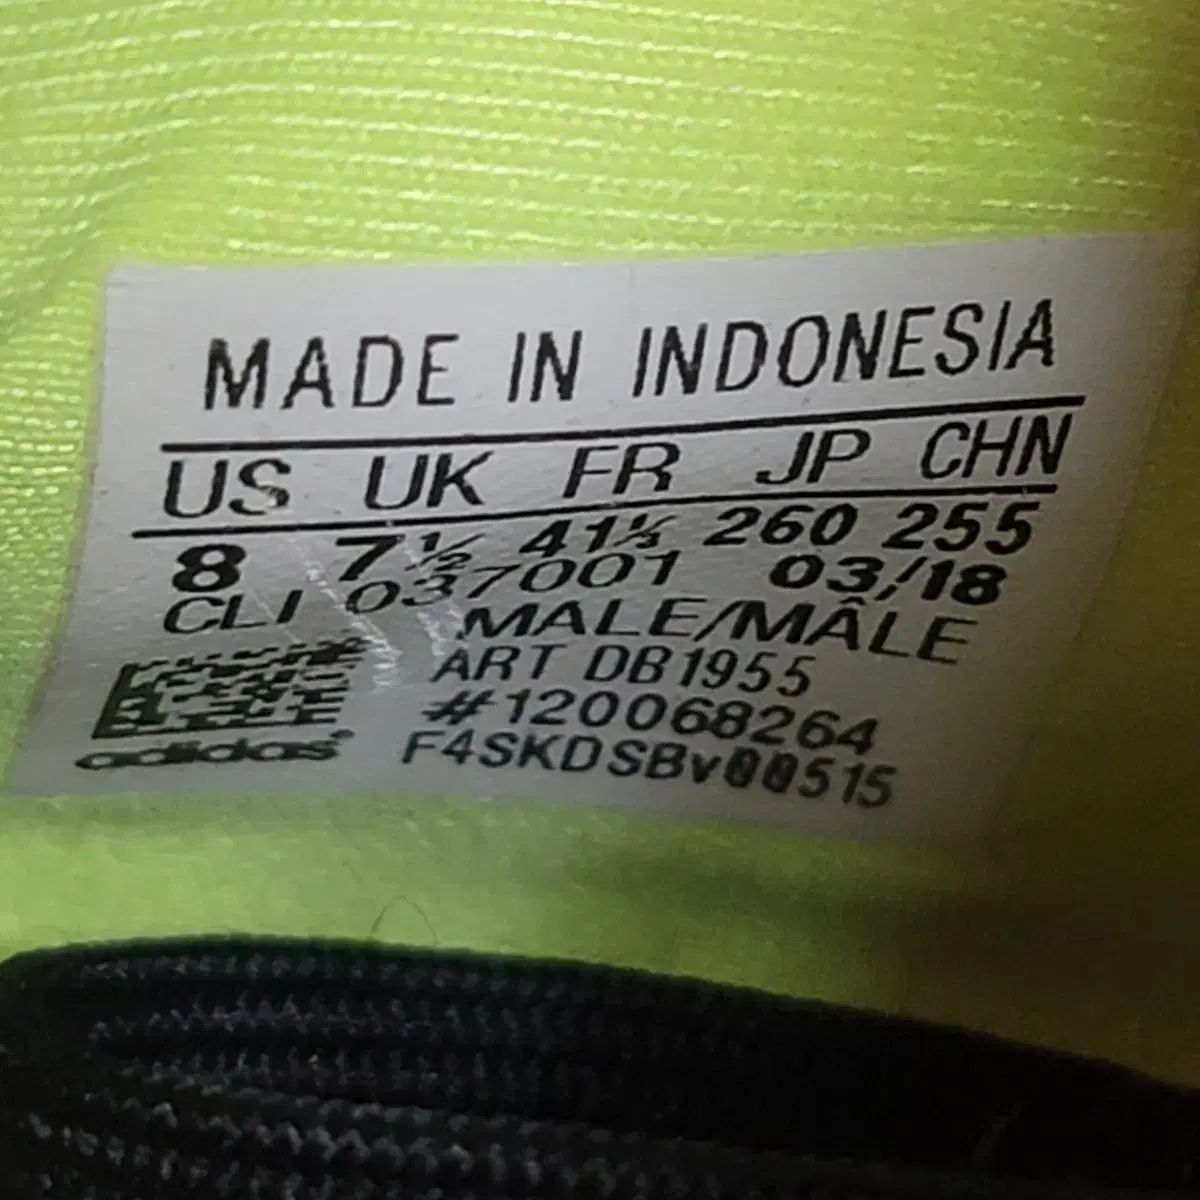 MADE IN INDONESIA
US UK FR JP CHN
8 7½ 41⅓ 260 255
CLI 037001 03/18
MALE/MÂLE
ART DB1955
#120068264
adidas F4SKDSBv00515